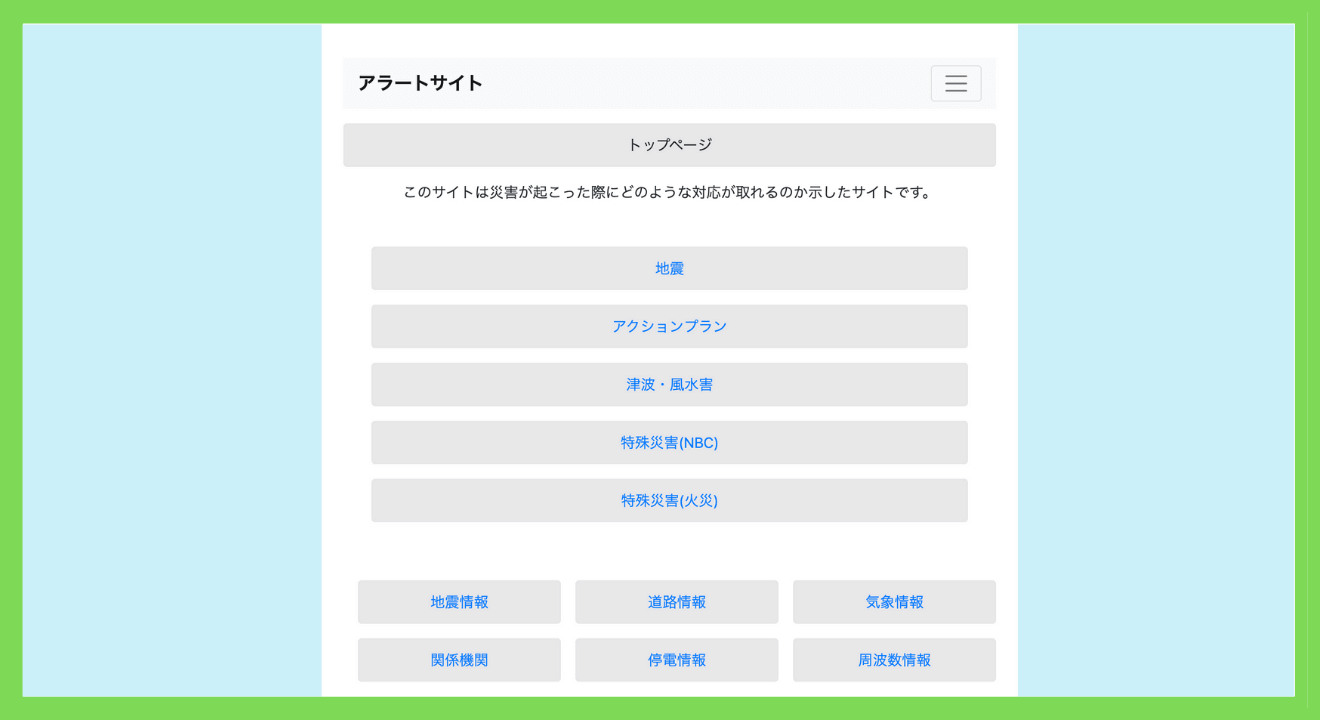 アラートサイト
トップページ
このサイトは災害が起こった際にどのような対応が取れるのか示したサイトです。
地震
アクションプラン
津波・風水害
特殊災害(NBC)
特殊災害(火災)
地震情報 道路情報 気象情報
関係機関 停電情報 周波数情報